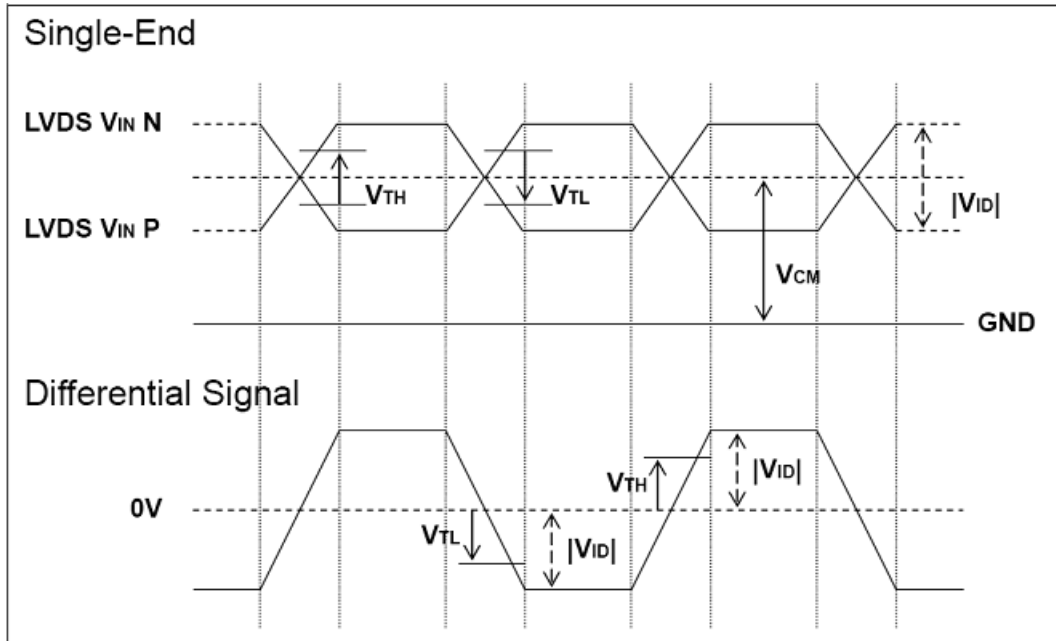 Single-End
LVDS VIN N
VTH
VTL
|VID|
LVDS VIN P
VCM
GND
Differential Signal
VTH
|VID|
0V
VTL
|VID|